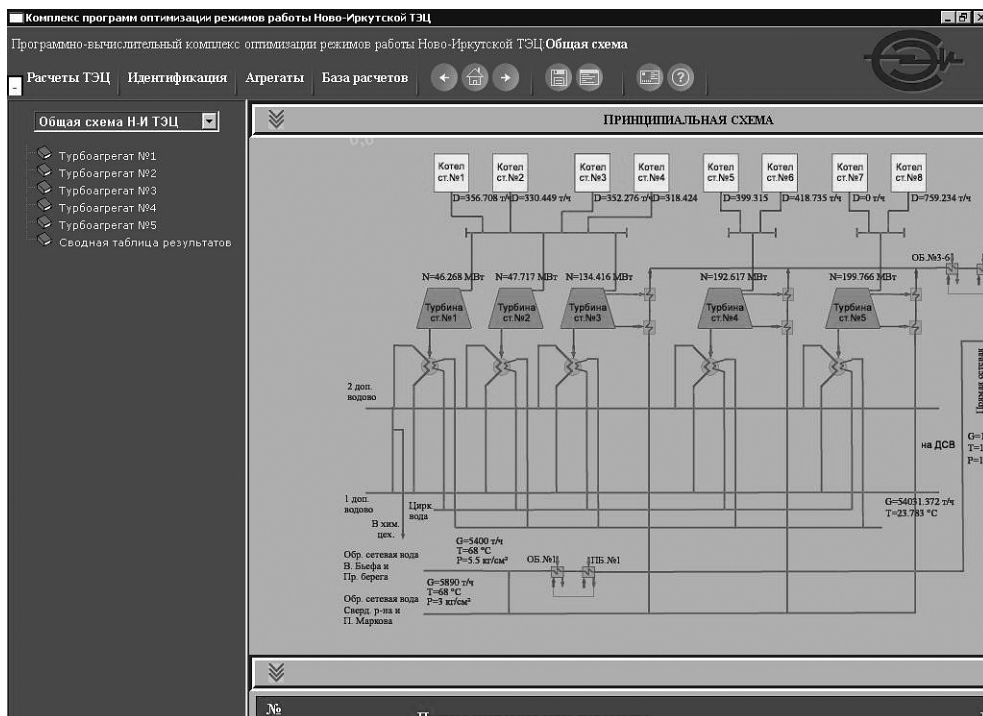 Комплекс программ оптимизации режимов работы Ново-Иркутской ТЭЦ
Программно-вычислительный комплекс оптимизации режимов работы Ново-Иркутской ТЭЦ:Общая схема
Расчеты ТЭЦ Идентификация Агрегаты База расчетов
Общая схема Н-И ТЭЦ
Турбоагрегат №1
Турбоагрегат №2
Турбоагрегат №3
Турбоагрегат №4
Турбоагрегат №5
Сводная таблица результатов
ПРИНЦИПИАЛЬНАЯ СХЕМА
0,0
Котел ст.№1
Котел ст.№2
Котел ст.№3
Котел ст.№4
Котел ст.№5
Котел ст.№6
Котел ст.№7
Котел ст.№8
D=356.708 т/ч D=330.449 т/ч D=352.276 т/ч D=318.424 D=399.315 D=418.735 т/ч D=0 т/ч D=759.234 т/ч
ОБ.№3-6
N=46.268 МВт N=47.717 МВт N=134.416 МВт N=192.617 МВт N=199.766 МВт
Турбина ст.№1
Турбина ст.№2
Турбина ст.№3
Турбина ст.№4
Турбина ст.№5
2 доп.
водово
Прямая сетевая
на ДСВ
G=1
T=1
P=1
1 доп.
водово
Цирк.
вода
В хим.
цех.
G=54031.372 т/ч
T=23.783 °C
G=5400 т/ч
T=68 °C
P=5.5 кг/см²
Обр. сетевая вода
В. Бьефа и
Пр. берега
ОБ.№1
ПБ.№1
G=5890 т/ч
T=68 °C
P=3 кг/см²
Обр. сетевая вода
Сверд. р-на и
П. Маркова
№